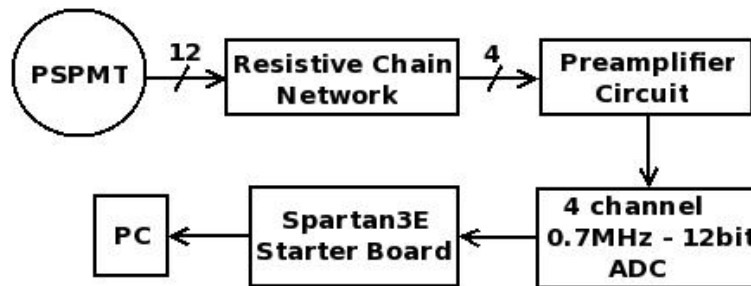 PSPMT
12
Resistive Chain
Network
4
Preamplifier
Circuit
4 channel
0.7MHz - 12bit
ADC
Spartan3E
Starter Board
PC